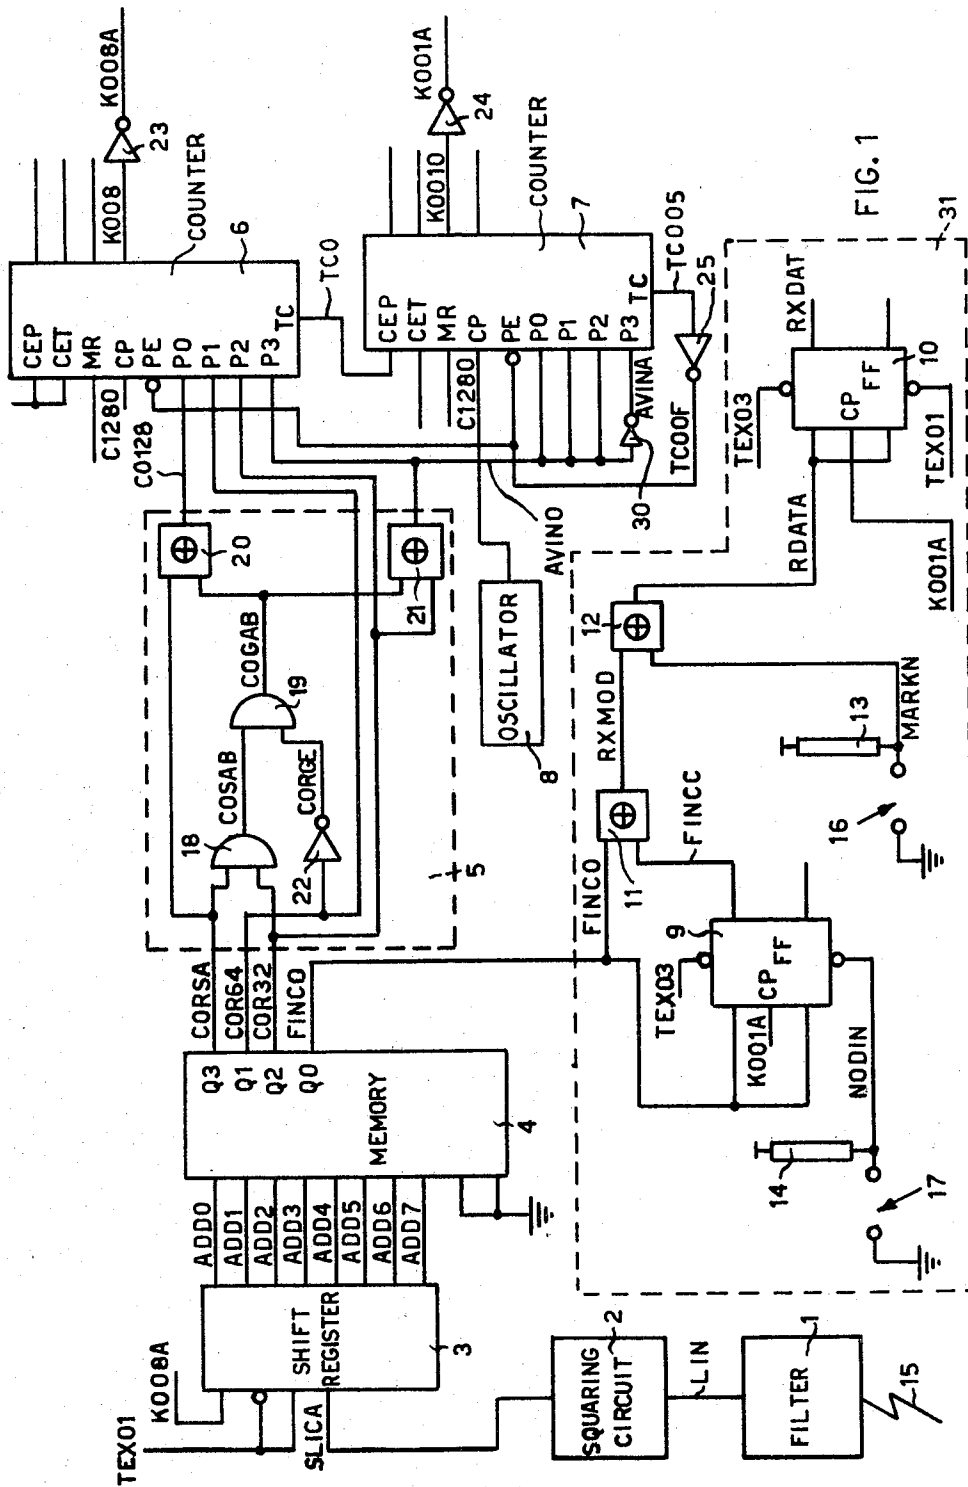 TEX01
K008A
SLICA
SHIFT
REGISTER
3
ADD0
ADD1
ADD2
ADD3
ADD4
ADD5
ADD6
ADD7
MEMORY
4
Q3
Q1
Q2
Q0
CORSA
COR64
COR32
FINCO
18
COSAB
22
CORGE
19
COGAB
20
21
5
C0128
C1280
CEP
CET
MR
CP
PE
P0
P1
P2
P3
TC
COUNTER
6
K008
K008A
23
TC0
CEP
CET
MR
CP
PE
P0
P1
P2
P3
TC
C1280
COUNTER
7
K0010
K001A
24
AVINA
30
AVINO
TC00F
TC005
25
OSCILLATOR
8
FILTER
1
15
LIN
SQUARING
CIRCUIT
2
14
17
NODIN
TEX03
K001A
9
CP
FF
FINCO
11
FINCC
RXMOD
12
16
13
MARKN
RDATA
K001A
TEX03
CP
FF
10
TEX01
RXDAT
31
FIG. 1